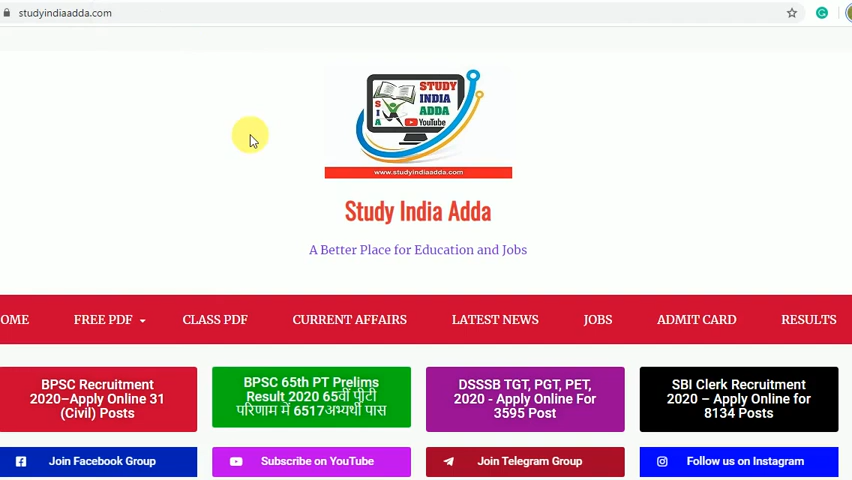 studyindiaadda.com
STUDY
INDIA
ADDA
YouTube
S
I
A
www.studyindiaadda.com
Study India Adda
A Better Place for Education and Jobs
OME FREE PDF CLASS PDF CURRENT AFFAIRS LATEST NEWS JOBS ADMIT CARD RESULTS
BPSC Recruitment
2020–Apply Online 31
(Civil) Posts
BPSC 65th PT Prelims
Result 2020 65वीं पीटी
परिणाम में 6517अभ्यर्थी पास
DSSSB TGT, PGT, PET,
2020 - Apply Online For
3595 Post
SBI Clerk Recruitment
2020 – Apply Online for
8134 Posts
Join Facebook Group
Subscribe on YouTube
Join Telegram Group
Follow us on Instagram